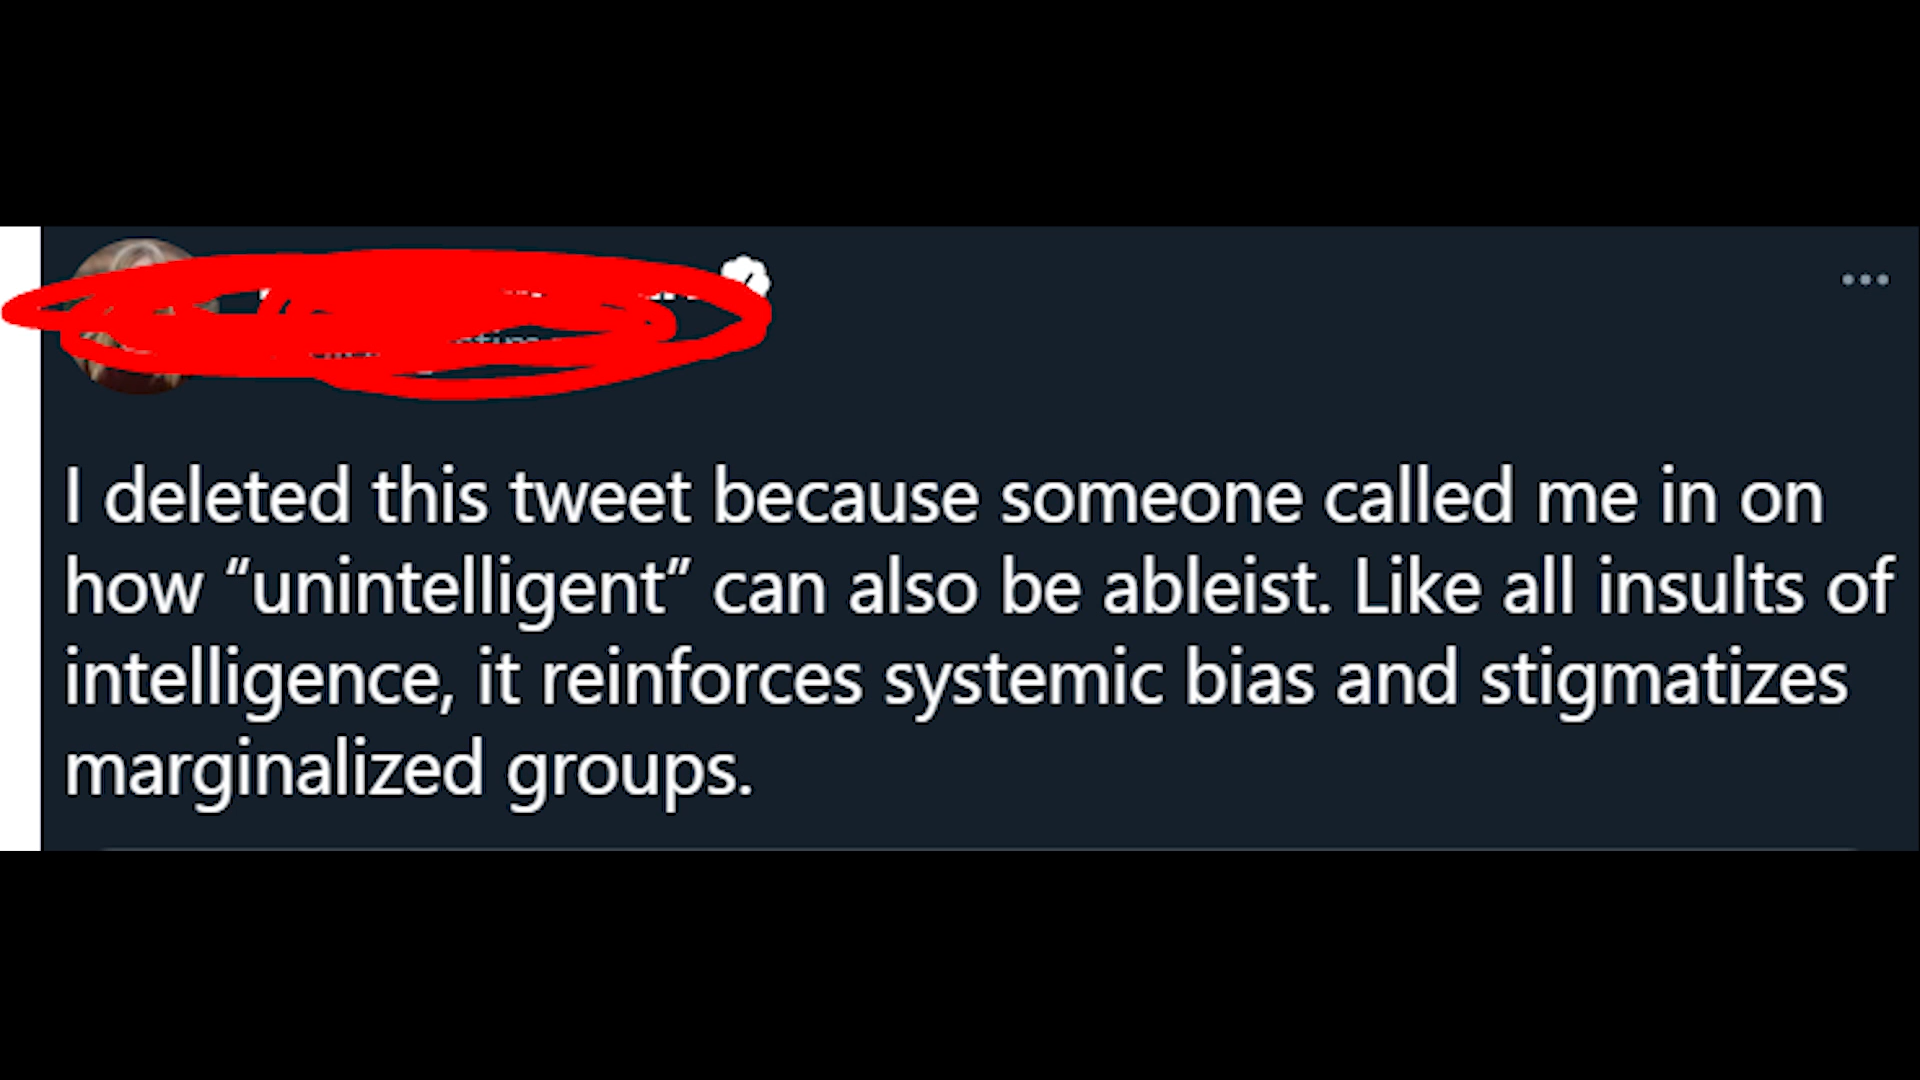 I deleted this tweet because someone called me in on
how “unintelligent” can also be ableist. Like all insults of
intelligence, it reinforces systemic bias and stigmatizes
marginalized groups.